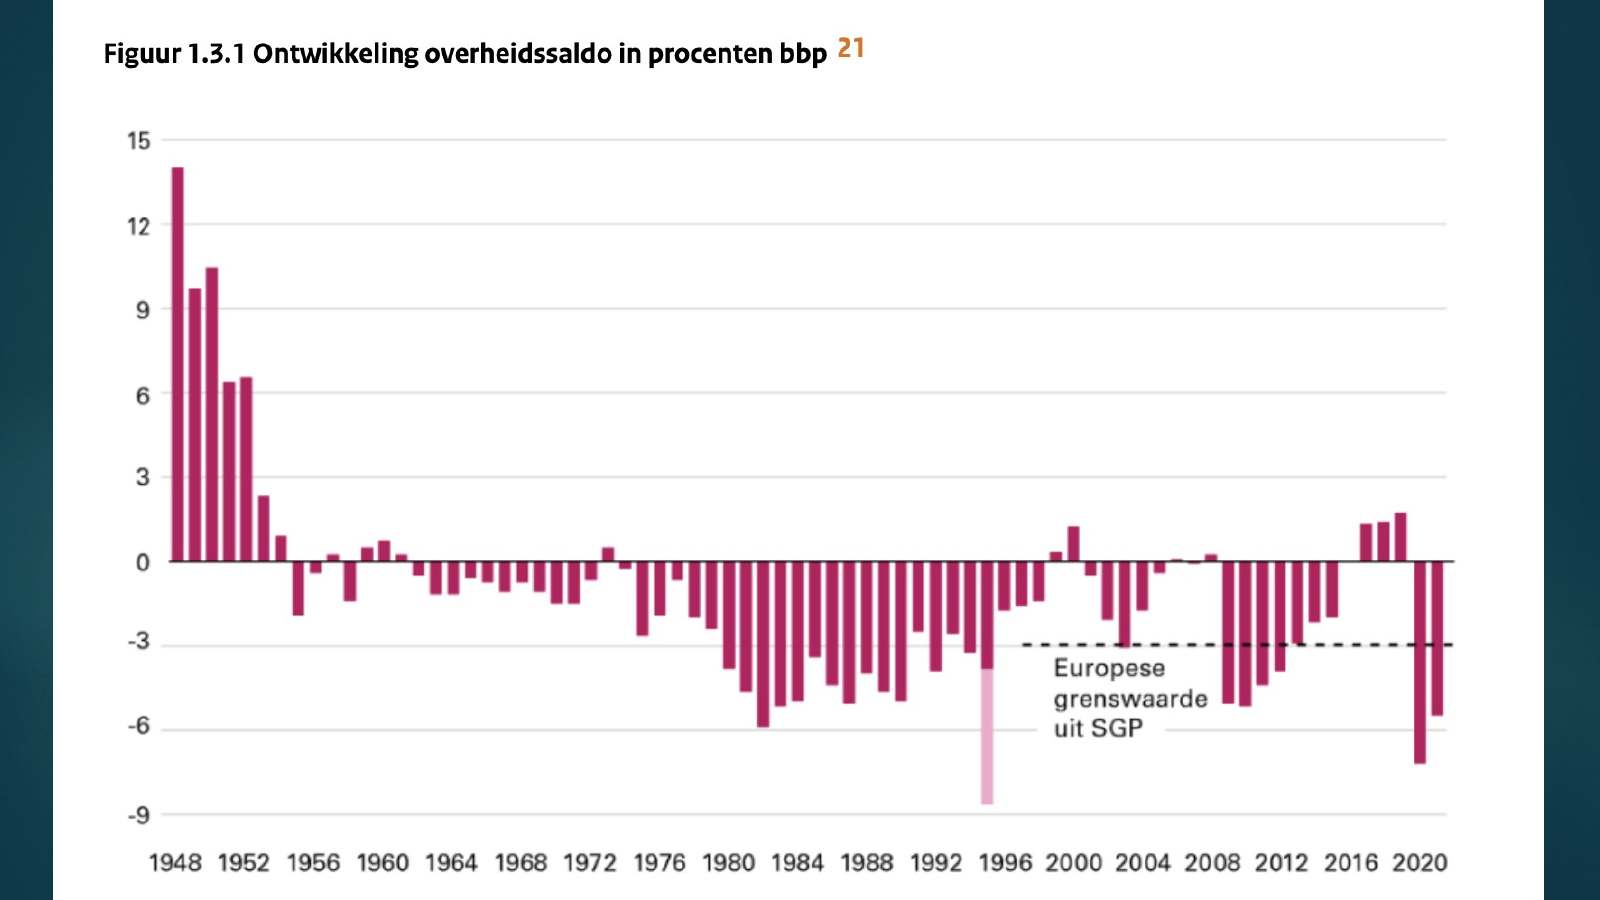 Figuur 1.3.1 Ontwikkeling overheidssaldo in procenten bbp 21
15
12
9
6
3
0
-3
-6
-9
Europese
grenswaarde
uit SGP
1948 1952 1956 1960 1964 1968 1972 1976 1980 1984 1988 1992 1996 2000 2004 2008 2012 2016 2020